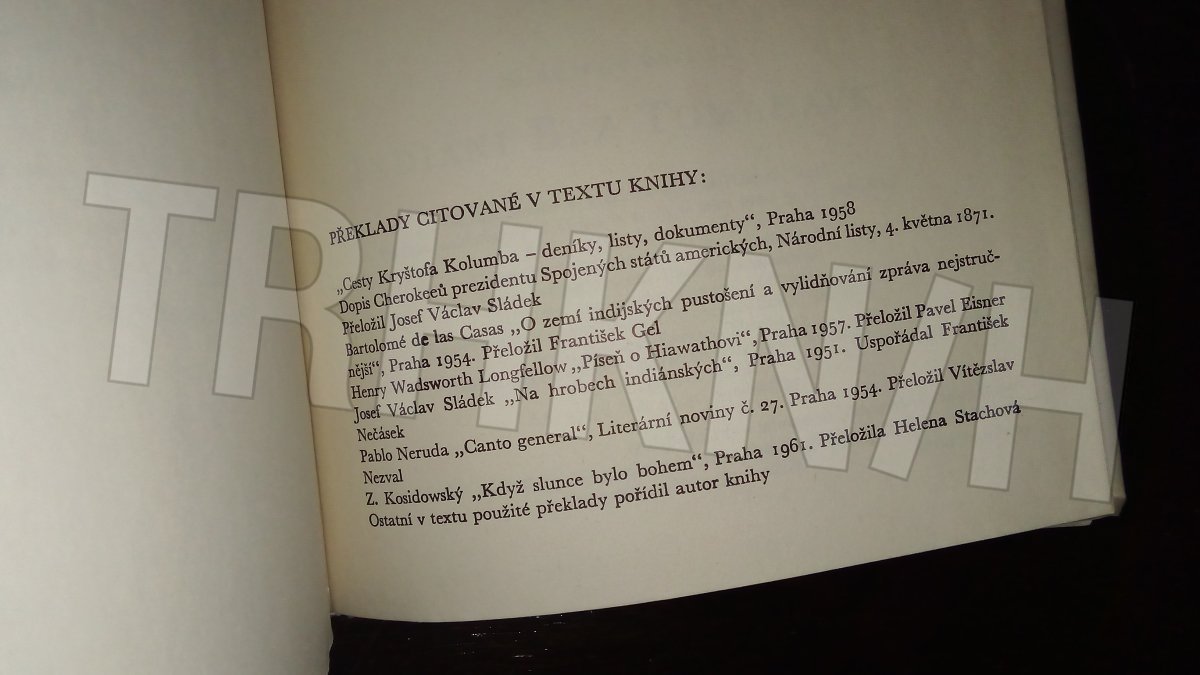 PŘEKLADY CITOVANÉ V TEXTU KNIHY:
„Cesty Kryštofa Kolumba – deníky, listy, dokumenty“, Praha 1958
Dopis Cherokeeů prezidentu Spojených států amerických, Národní listy, 4. května 1871.
Přeložil Josef Václav Sládek
Bartolomé de las Casas „O zemí indijských pustošení a vylidňování zpráva nejstruč-
nější“, Praha 1954. Přeložil František Gel
Henry Wadsworth Longfellow „Píseň o Hiawathovi“, Praha 1957. Přeložil Pavel Eisner
Josef Václav Sládek „Na hrobech indiánských“, Praha 1951. Uspořádal František
Nečásek
Pablo Neruda „Canto general“, Literární noviny č. 27. Praha 1954. Přeložil Vítězslav
Nezval
Z. Kosidowský „Když slunce bylo bohem“, Praha 1961. Přeložila Helena Stachová
Ostatní v textu použité překlady pořídil autor knihy
TRHKNIH